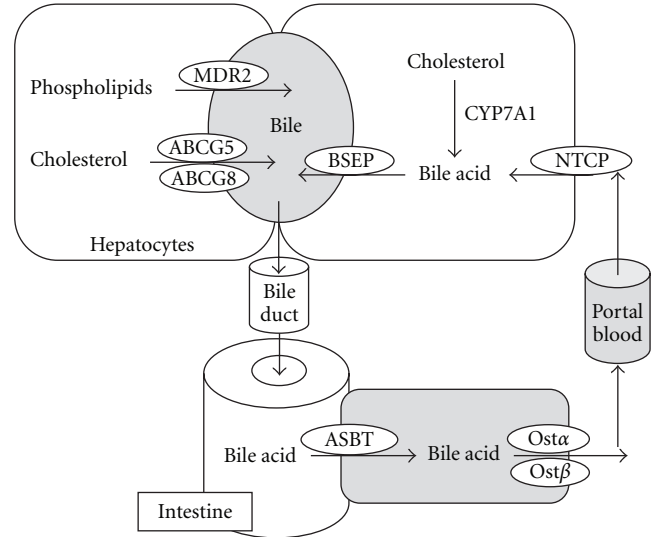 Cholesterol
Phospholipids
MDR2
CYP7A1
Bile
Cholesterol
ABCG5
ABCG8
BSEP
Bile acid
NTCP
Hepatocytes
Bile
duct
Portal
blood
Bile acid
ASBT
Bile acid
Ostα
Ostβ
Intestine